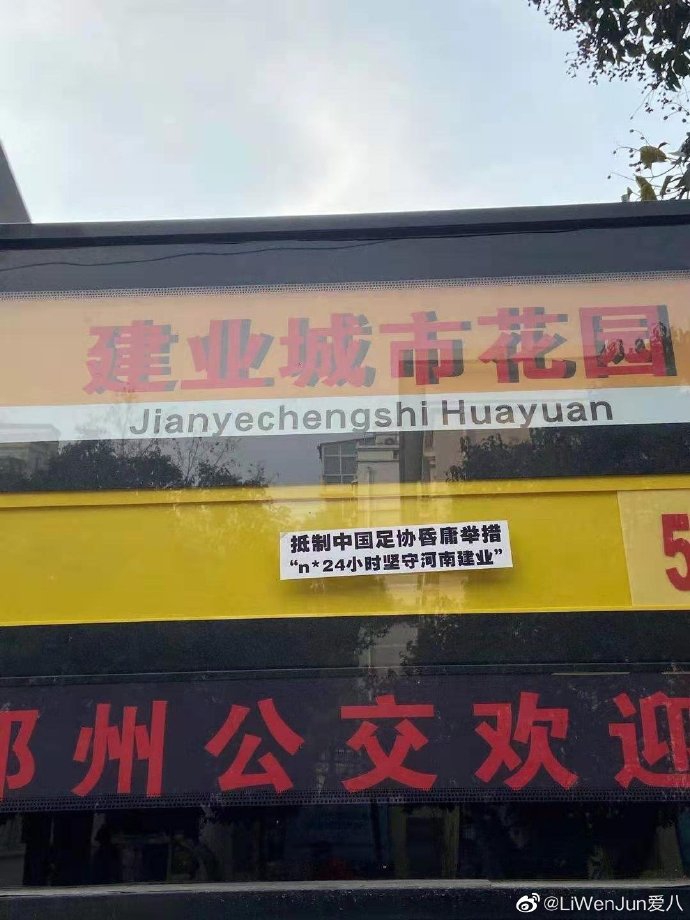 建业城市花园
Jianyechengshi Huayuan
抵制中国足协昏庸举措
“n*24小时坚守河南建业”
5
郑州公交欢迎
@LiWenJun爱八